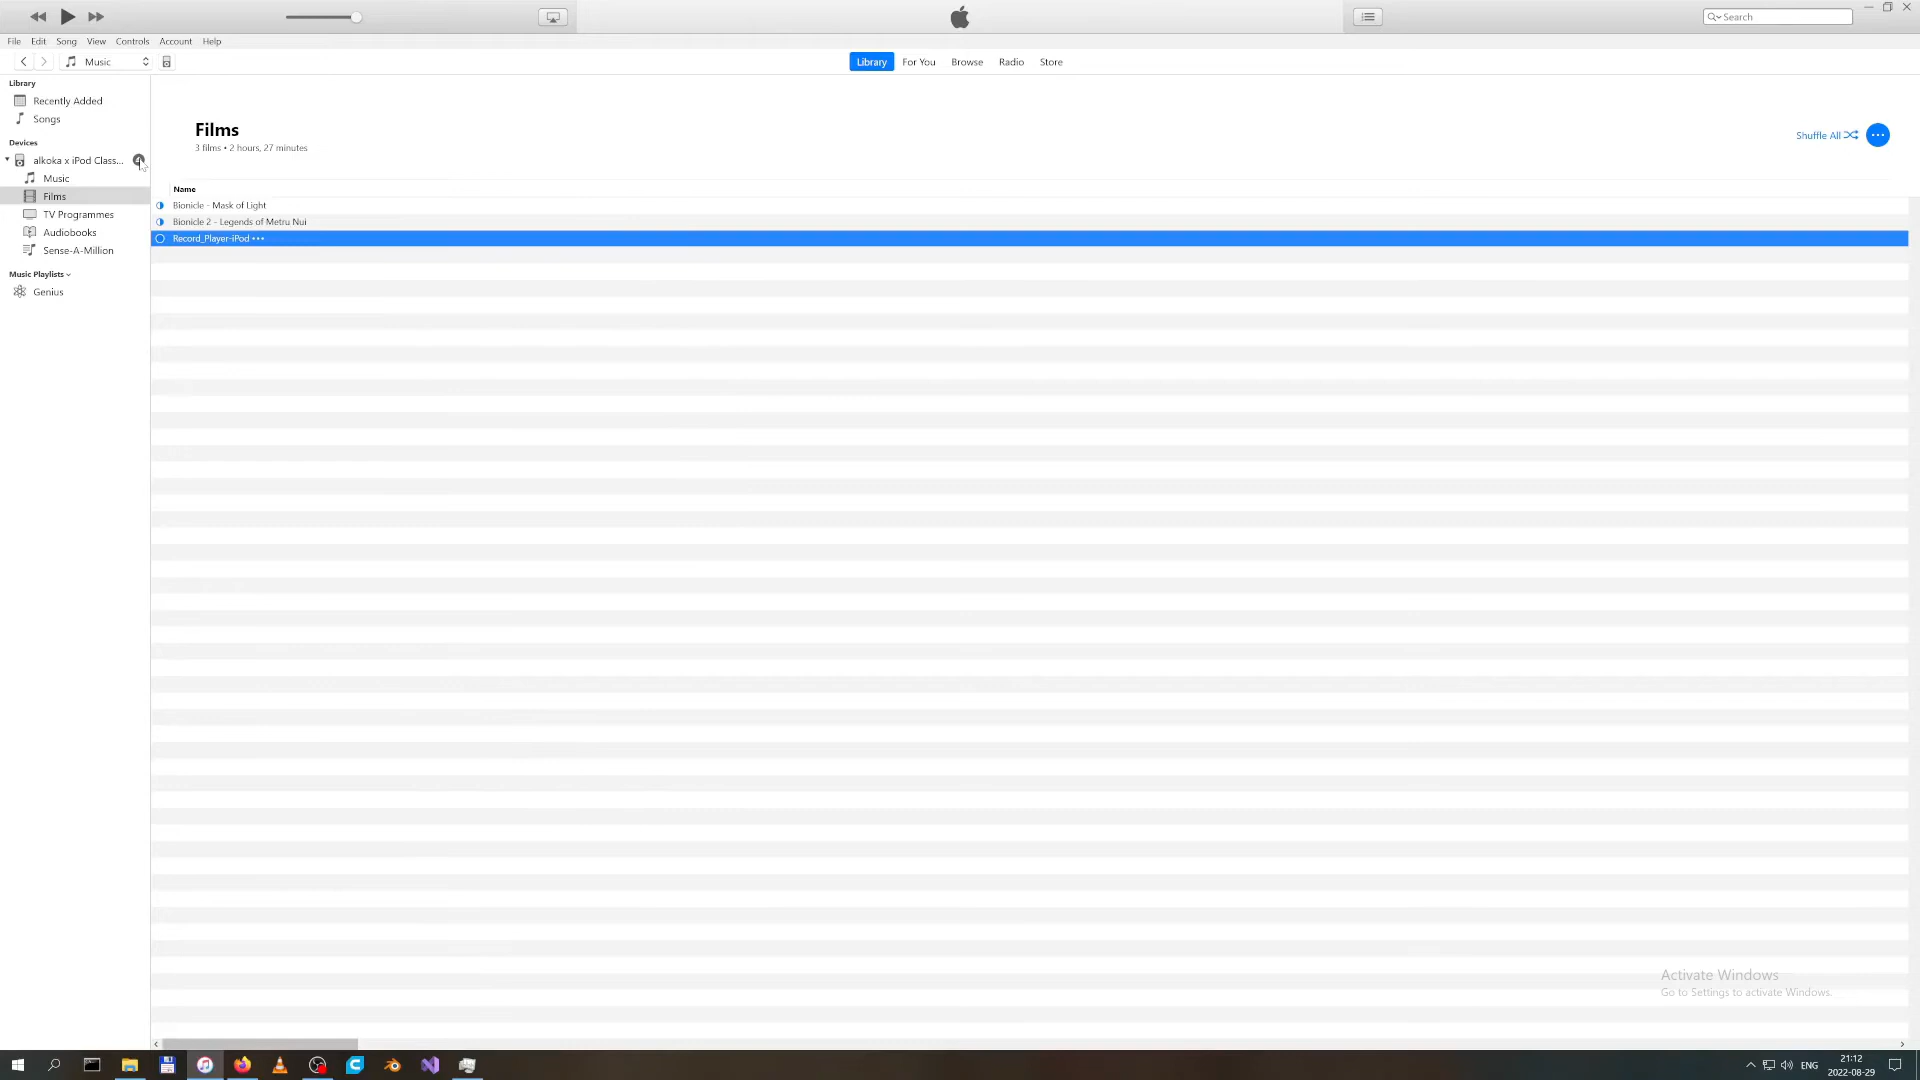 Search
File Edit Song View Controls Account Help
Music
Library For You Browse Radio Store
Library
Recently Added
Songs
Devices
alkoka x iPod Class...
Music
Films
TV Programmes
Audiobooks
Sense-A-Million
Music Playlists
Genius
Films
3 films • 2 hours, 27 minutes
Shuffle All
Name
Bionicle - Mask of Light
Bionicle 2 - Legends of Metru Nui
Record_Player-iPod •••
Activate Windows
Go to Settings to activate Windows.
ENG
21:12
2022-08-29